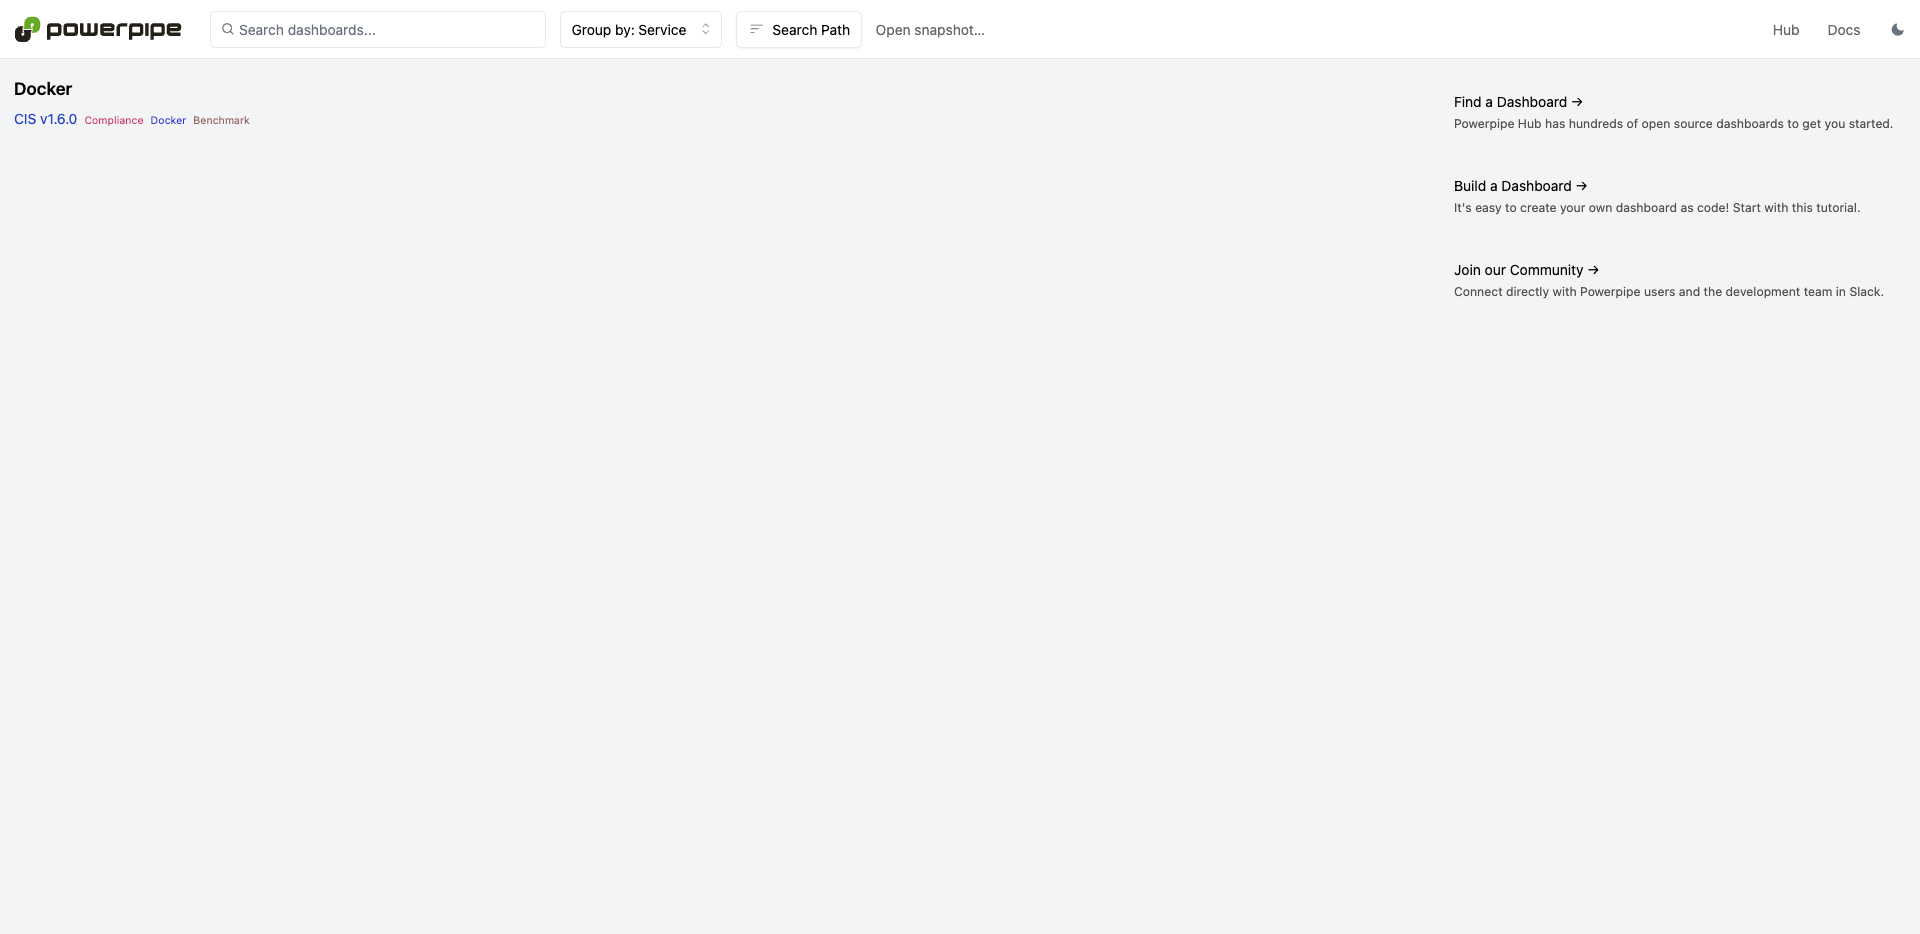 powerpipe Search dashboards... Group by: Service Search Path Open snapshot... Hub Docs
Docker
CIS v1.6.0 Compliance Docker Benchmark
Find a Dashboard →
Powerpipe Hub has hundreds of open source dashboards to get you started.
Build a Dashboard →
It's easy to create your own dashboard as code! Start with this tutorial.
Join our Community →
Connect directly with Powerpipe users and the development team in Slack.